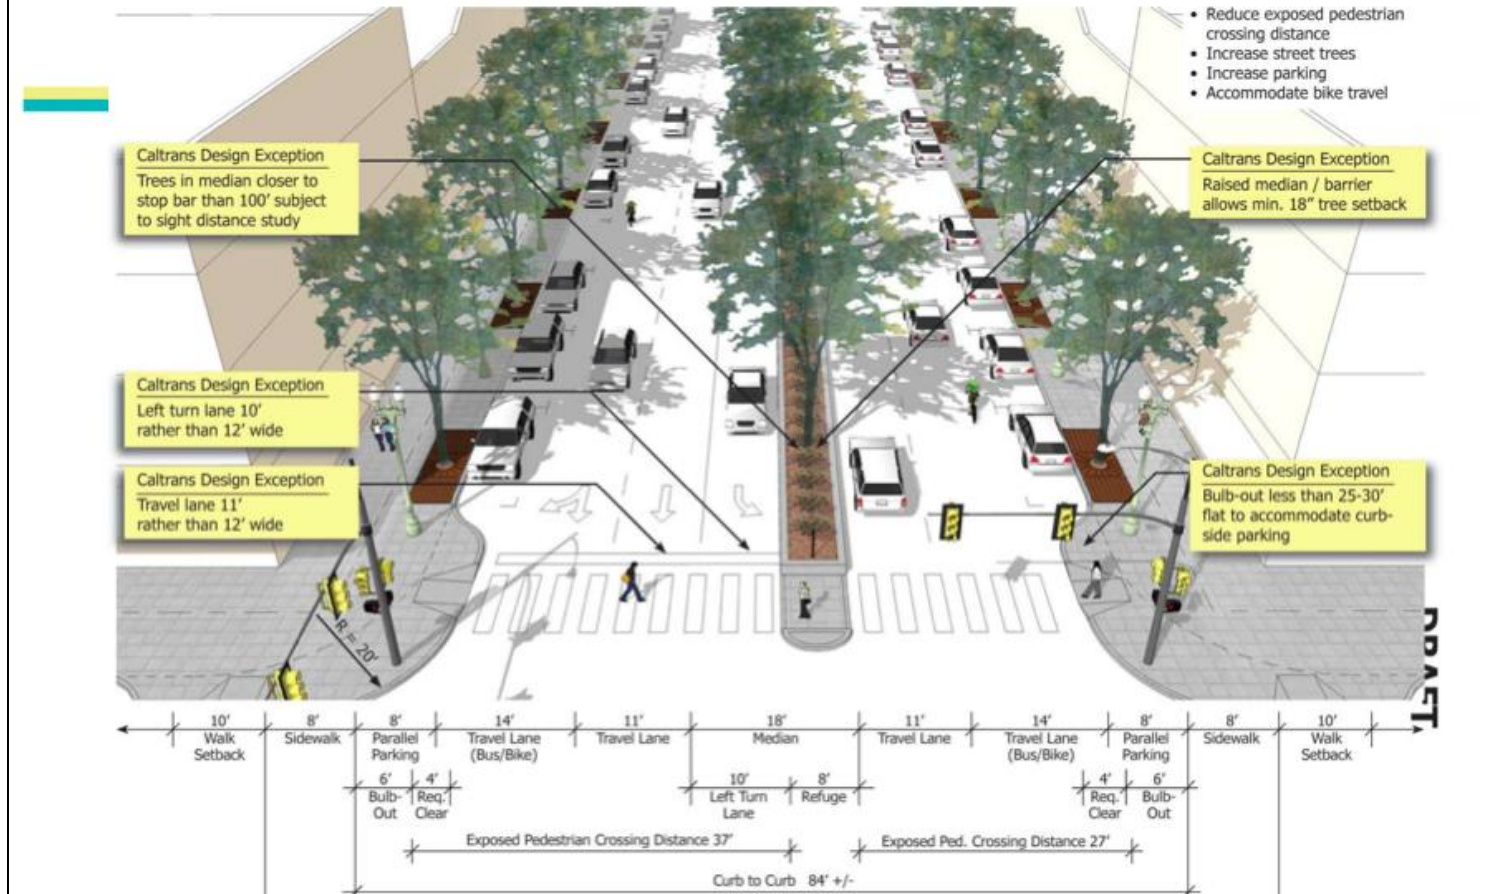 • Reduce exposed pedestrian
crossing distance
• Increase street trees
• Increase parking
• Accommodate bike travel
Caltrans Design Exception
Trees in median closer to
stop bar than 100' subject
to sight distance study
Caltrans Design Exception
Raised median / barrier
allows min. 18" tree setback
Caltrans Design Exception
Left turn lane 10'
rather than 12' wide
Caltrans Design Exception
Travel lane 11'
rather than 12' wide
Caltrans Design Exception
Bulb-out less than 25-30'
flat to accommodate curb-
side parking
R = 20'
DRAFT
10' 8' 8' 14' 11' 18' 11' 14' 8' 8' 10'
Walk Sidewalk Parallel Travel Lane Travel Lane Median Travel Lane Travel Lane Parallel Sidewalk Walk
Setback Parking (Bus/Bike) (Bus/Bike) Parking Setback
6' 4' 10' 8' 4' 6'
Bulb- Req. Left Turn Refuge Req. Bulb-
Out Clear Lane Clear Out
Exposed Pedestrian Crossing Distance 37' Exposed Ped. Crossing Distance 27'
Curb to Curb 84' +/-